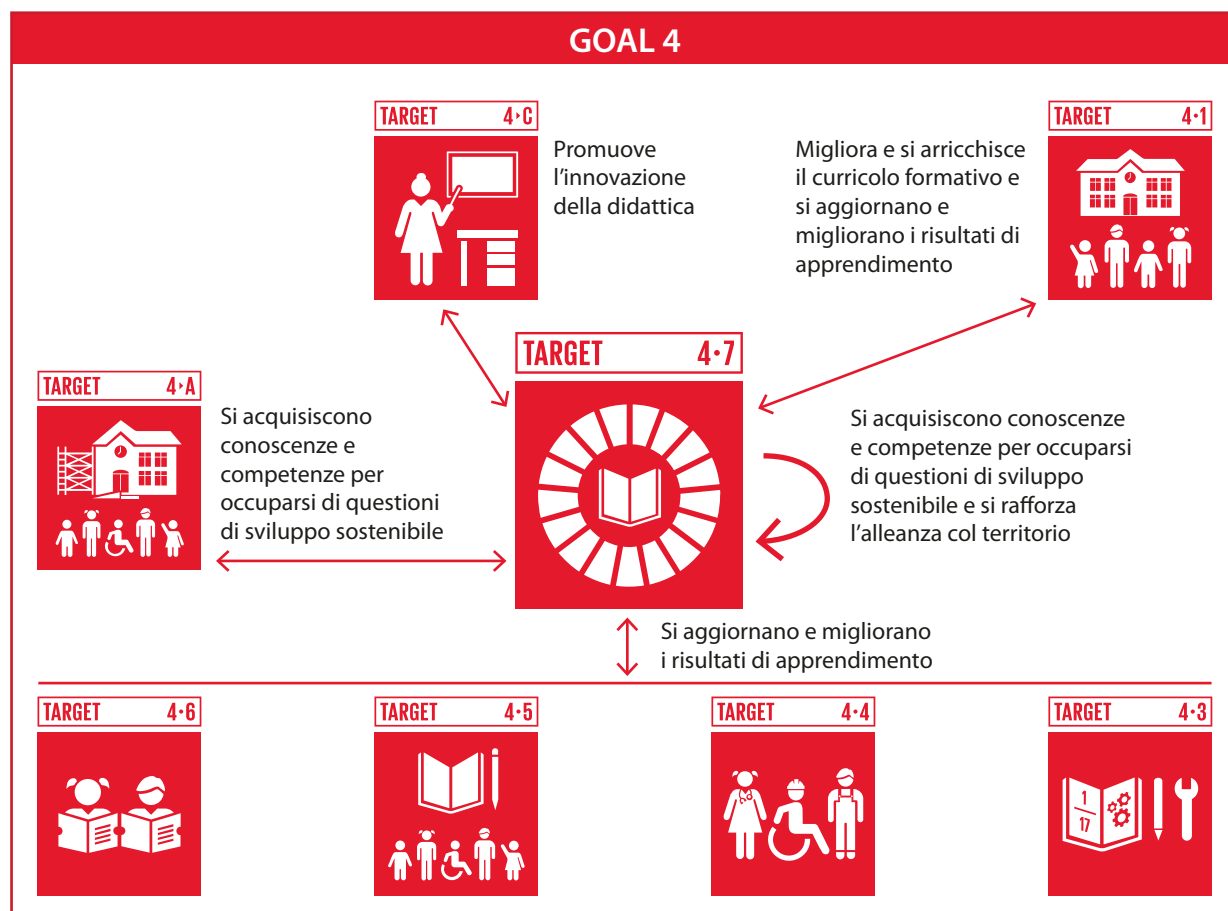 GOAL 4
TARGET 4·C
Promuove
l’innovazione
della didattica
Migliora e si arricchisce
il curricolo formativo e
si aggiornano e
migliorano i risultati di
apprendimento
TARGET 4·1
TARGET 4·A
Si acquisiscono
conoscenze e
competenze per
occuparsi di questioni
di sviluppo sostenibile
TARGET 4·7
Si acquisiscono conoscenze
e competenze per occuparsi
di questioni di sviluppo
sostenibile e si rafforza
l’alleanza col territorio
Si aggiornano e migliorano
i risultati di apprendimento
TARGET 4·6
TARGET 4·5
TARGET 4·4
TARGET 4·3
1
17